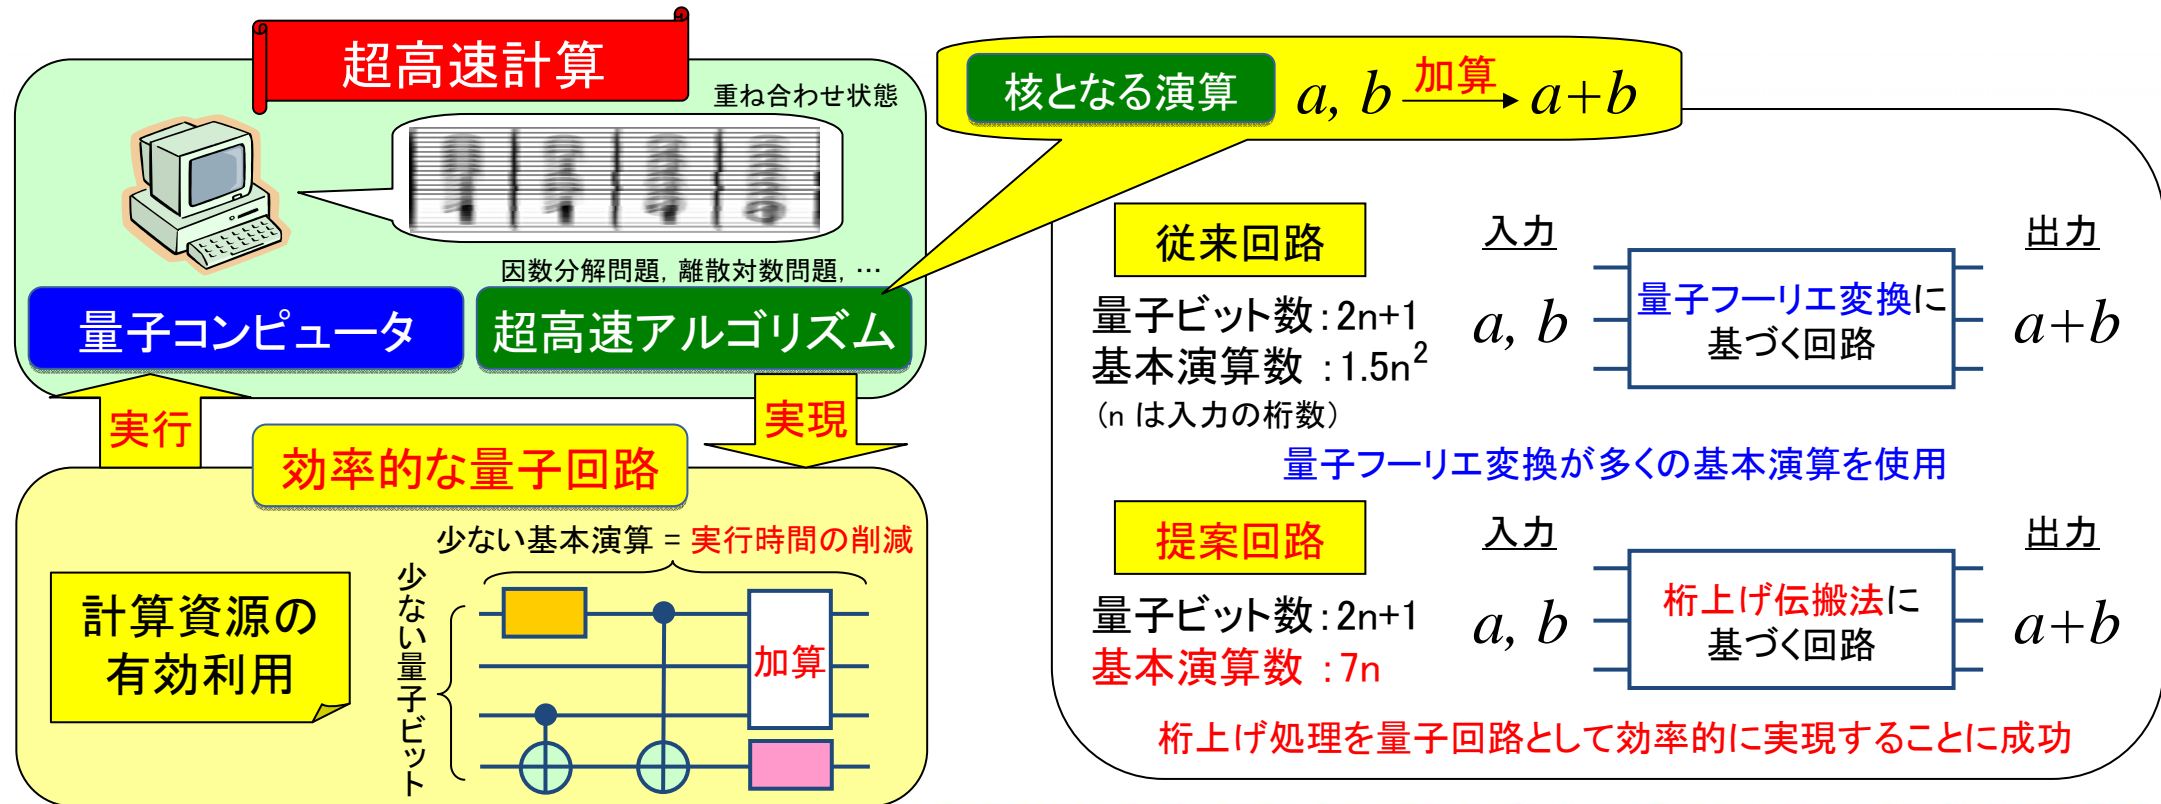 超高速計算
重ね合わせ状態
因数分解問題, 離散対数問題, …
量子コンピュータ
超高速アルゴリズム
実行
実現
効率的な量子回路
少ない基本演算 = 実行時間の削減
計算資源の
有効利用
少ない量子ビット
加算
核となる演算
a, b 加算 a+b
従来回路
量子ビット数：2n+1
基本演算数 ：1.5n²
（n は入力の桁数）
入力
a, b
量子フーリエ変換に
基づく回路
出力
a+b
量子フーリエ変換が多くの基本演算を使用
提案回路
量子ビット数：2n+1
基本演算数 ：7n
入力
a, b
桁上げ伝搬法に
基づく回路
出力
a+b
桁上げ処理を量子回路として効率的に実現することに成功